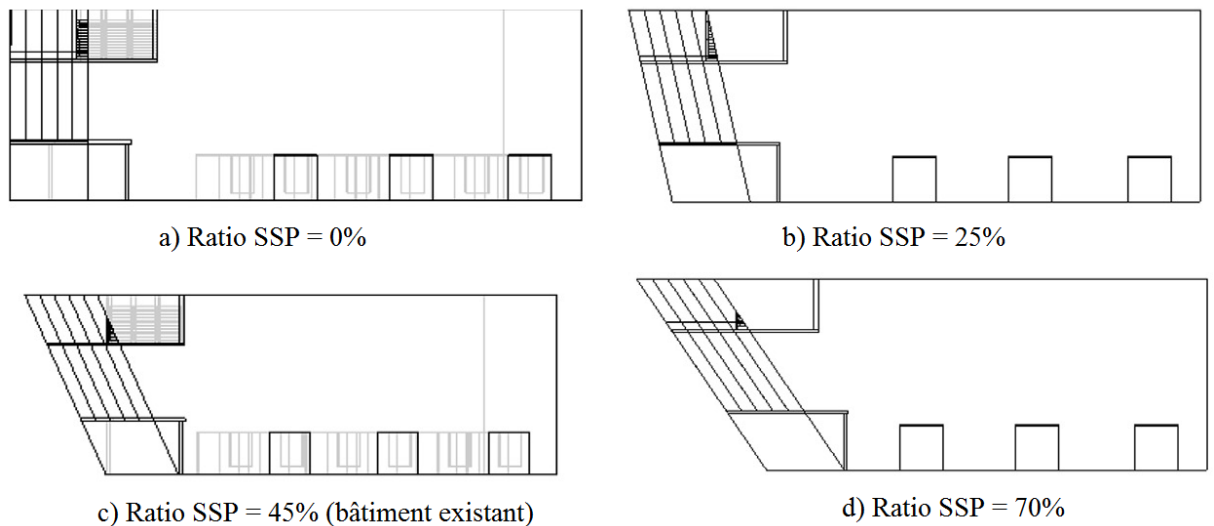 a) Ratio SSP = 0%
b) Ratio SSP = 25%
c) Ratio SSP = 45% (bâtiment existant)
d) Ratio SSP = 70%